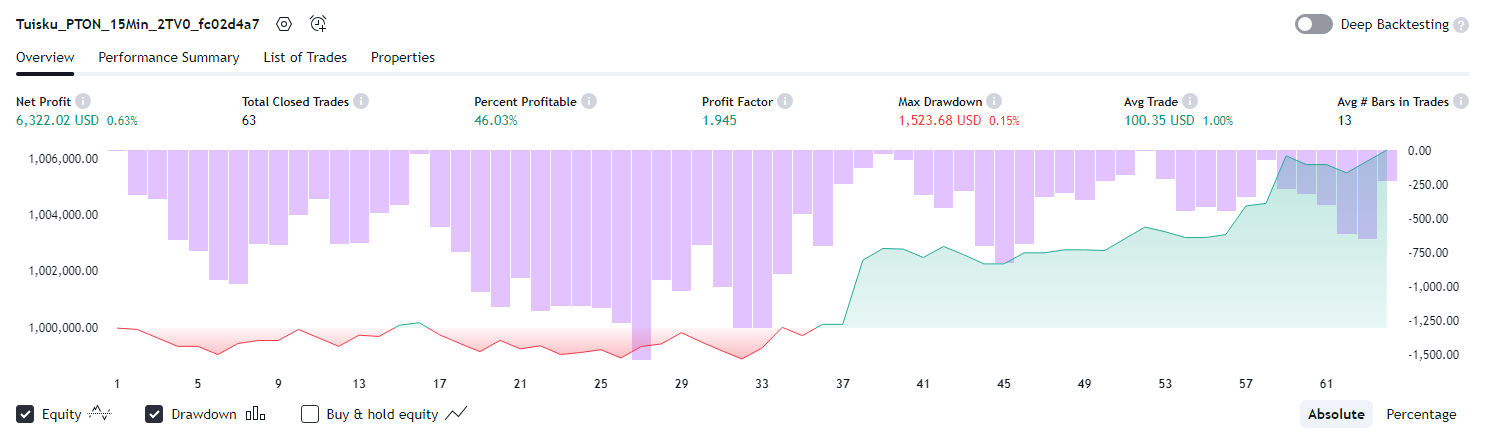 Tuisku_PTON_15Min_2TV0_fc02d4a7
Deep Backtesting ?
Overview Performance Summary List of Trades Properties
Net Profit Total Closed Trades Percent Profitable Profit Factor Max Drawdown Avg Trade Avg # Bars in Trades
6,322.02 USD 0.63% 63 46.03% 1.945 1,523.68 USD 0.15% 100.35 USD 1.00% 13
1,006,000.00
1,004,000.00
1,002,000.00
1,000,000.00
0.00
-250.00
-500.00
-750.00
-1,000.00
-1,250.00
-1,500.00
1 5 9 13 17 21 25 29 33 37 41 45 49 53 57 61
Equity Drawdown Buy & hold equity Absolute Percentage